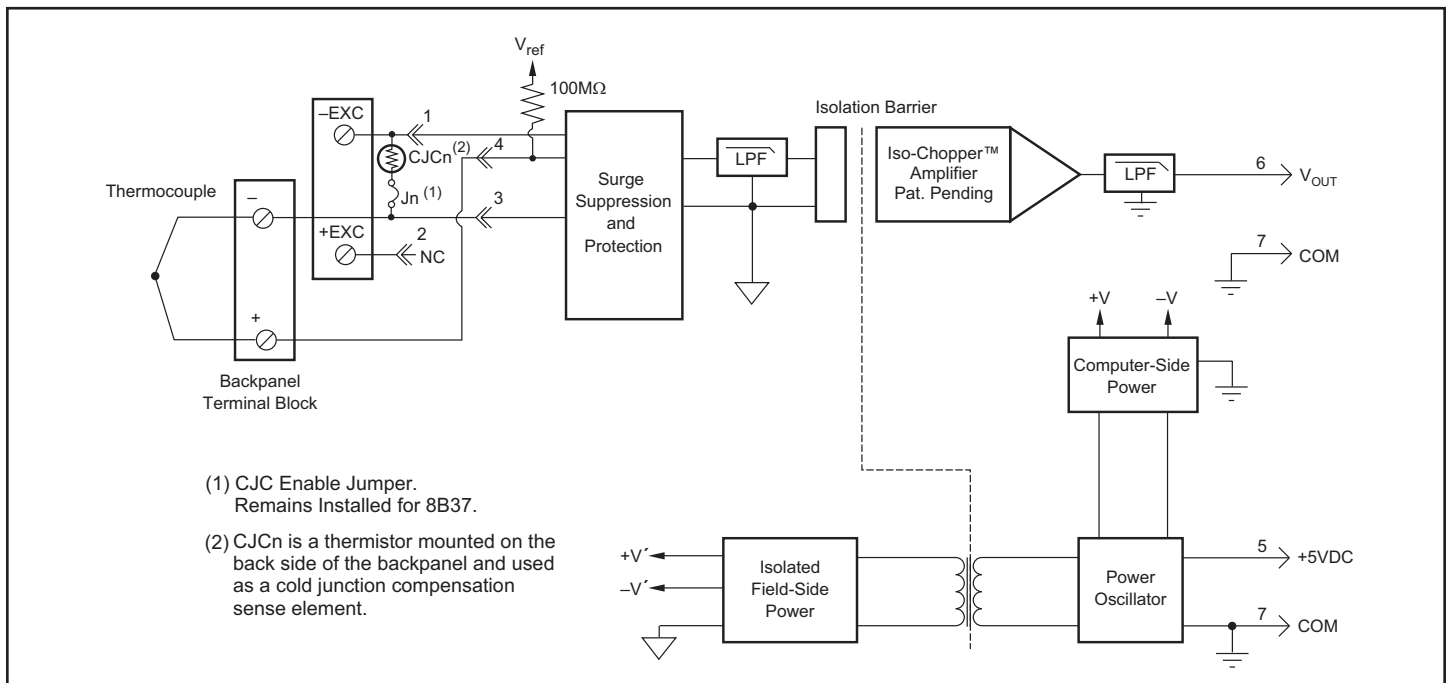 Vref
100MΩ
–EXC
1
CJCn(2)
4
Jn (1)
3
+EXC
2
NC
Thermocouple
–
+
Backpanel
Terminal Block
Surge
Suppression
and
Protection
LPF
Isolation Barrier
Iso-Chopper™
Amplifier
Pat. Pending
LPF
6
VOUT
7
COM
+V
–V
Computer-Side
Power
(1) CJC Enable Jumper.
Remains Installed for 8B37.
(2) CJCn is a thermistor mounted on the
back side of the backpanel and used
as a cold junction compensation
sense element.
+V´
–V´
Isolated
Field-Side
Power
Power
Oscillator
5
+5VDC
7
COM